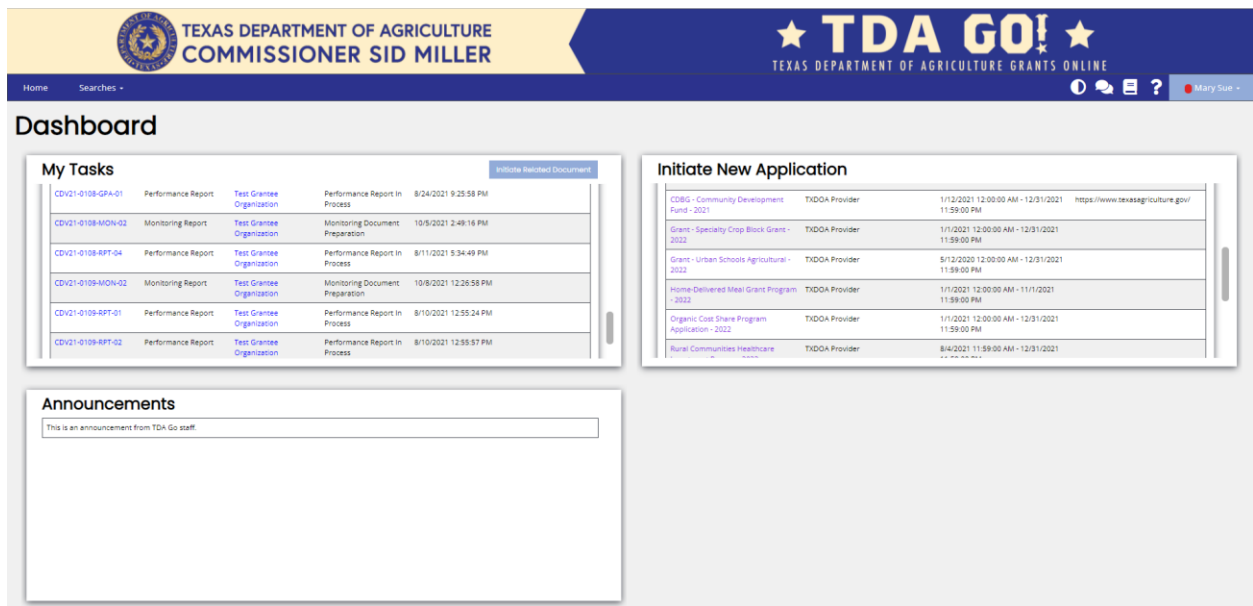 TEXAS DEPARTMENT OF AGRICULTURE
COMMISSIONER SID MILLER
TDA GO!
TEXAS DEPARTMENT OF AGRICULTURE GRANTS ONLINE
Home Searches
? Mary Sue
Dashboard
My Tasks
Initiate Related Document
CDV21-0108-GPA-01 Performance Report Test Grantee Performance Report In 8/24/2021 9:25:58 PM
Organization Process
CDV21-0108-MON-02 Monitoring Report Test Grantee Monitoring Document 10/5/2021 2:49:16 PM
Organization Preparation
CDV21-0108-RPT-04 Performance Report Test Grantee Performance Report In 8/11/2021 5:34:49 PM
Organization Process
CDV21-0109-MON-02 Monitoring Report Test Grantee Monitoring Document 10/8/2021 12:26:58 PM
Organization Preparation
CDV21-0109-RPT-01 Performance Report Test Grantee Performance Report In 8/10/2021 12:55:24 PM
Organization Process
CDV21-0109-RPT-02 Performance Report Test Grantee Performance Report In 8/10/2021 12:55:57 PM
Organization Process
Initiate New Application
CDBG - Community Development TXDOA Provider 1/12/2021 12:00:00 AM - 12/31/2021 https://www.texasagriculture.gov/
Fund - 2021 11:59:00 PM
Grant - Specialty Crop Block Grant - TXDOA Provider 1/1/2021 12:00:00 AM - 12/31/2021
2022 11:59:00 PM
Grant - Urban Schools Agricultural - TXDOA Provider 5/12/2020 12:00:00 AM - 12/31/2021
2022 11:59:00 PM
Home-Delivered Meal Grant Program TXDOA Provider 1/1/2021 12:00:00 AM - 11/1/2021
- 2022 11:59:00 PM
Organic Cost Share Program TXDOA Provider 1/1/2021 12:00:00 AM - 12/31/2021
Application - 2022 11:59:00 PM
Rural Communities Healthcare TXDOA Provider 8/4/2021 11:59:00 AM - 12/31/2021
Announcements
This is an announcement from TDA Go staff.